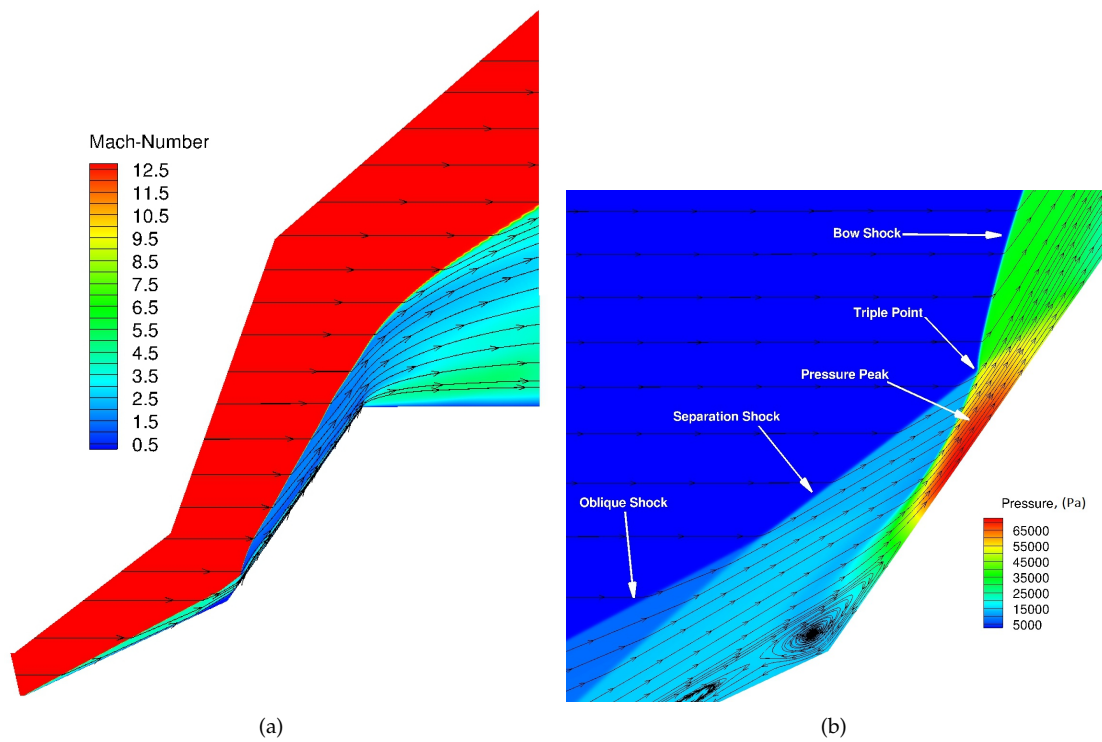 Mach-Number
12.5
11.5
10.5
9.5
8.5
7.5
6.5
5.5
4.5
3.5
2.5
1.5
0.5
(a)
Bow Shock
Triple Point
Pressure Peak
Separation Shock
Oblique Shock
Pressure, (Pa)
65000
55000
45000
35000
25000
15000
5000
(b)